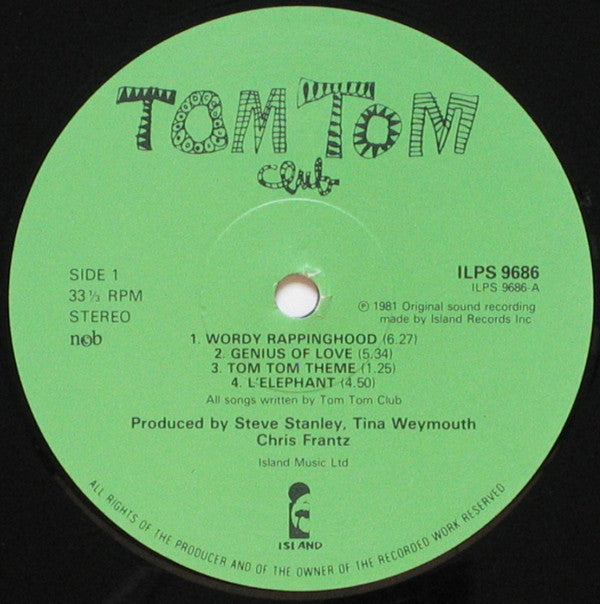 TOM TOM
Club
SIDE 1
33 ⅓ RPM
STEREO
ncb
ILPS 9686
ILPS 9686-A
℗ 1981 Original sound recording
made by Island Records Inc
1. WORDY RAPPINGHOOD (6.27)
2. GENIUS OF LOVE (5.34)
3. TOM TOM THEME (1.25)
4. L'ELEPHANT (4.50)
All songs written by Tom Tom Club
Produced by Steve Stanley, Tina Weymouth
Chris Frantz
Island Music Ltd
ISLAND
ALL RIGHTS OF THE PRODUCER AND OF THE OWNER OF THE RECORDED WORK RESERVED